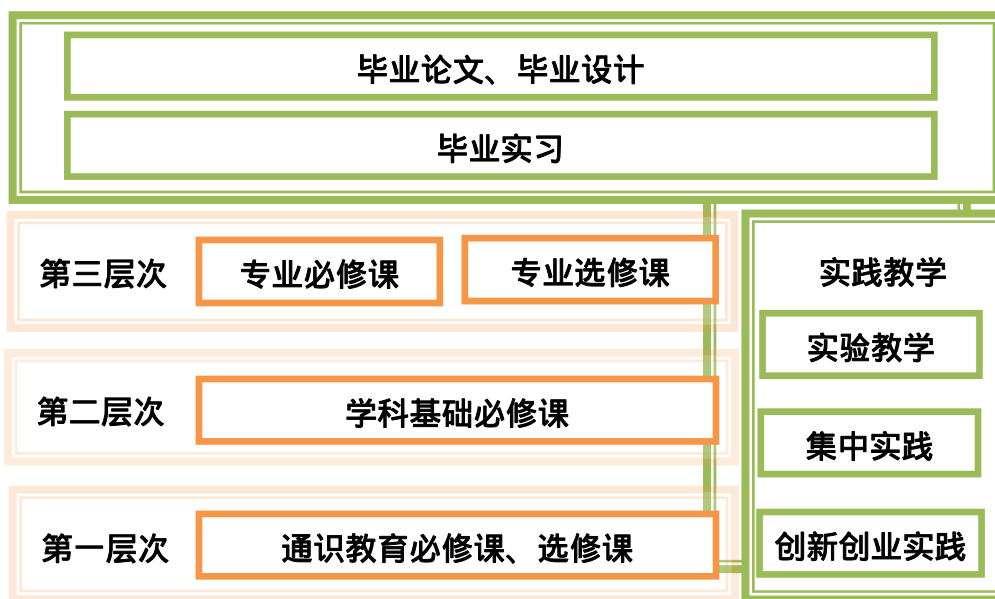 毕业论文、毕业设计
毕业实习
第三层次
专业必修课
专业选修课
第二层次
学科基础必修课
第一层次
通识教育必修课、选修课
实践教学
实验教学
集中实践
创新创业实践